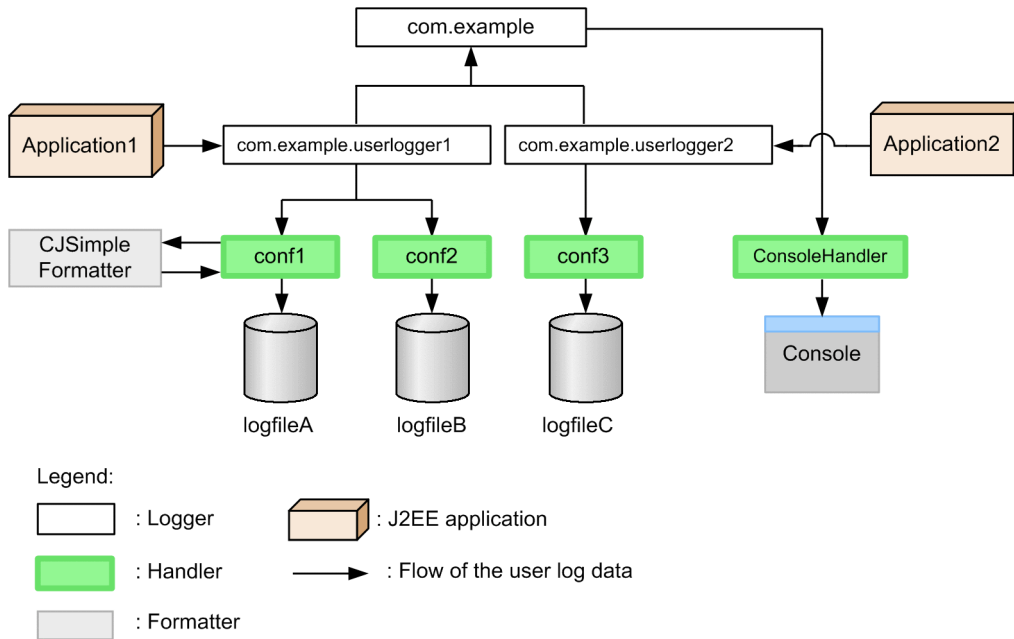 com.example
Application1
com.example.userlogger1
com.example.userlogger2
Application2
CJSimple
Formatter
conf1
conf2
conf3
ConsoleHandler
Console
logfileA
logfileB
logfileC
Legend:
: Logger
: J2EE application
: Handler
: Flow of the user log data
: Formatter